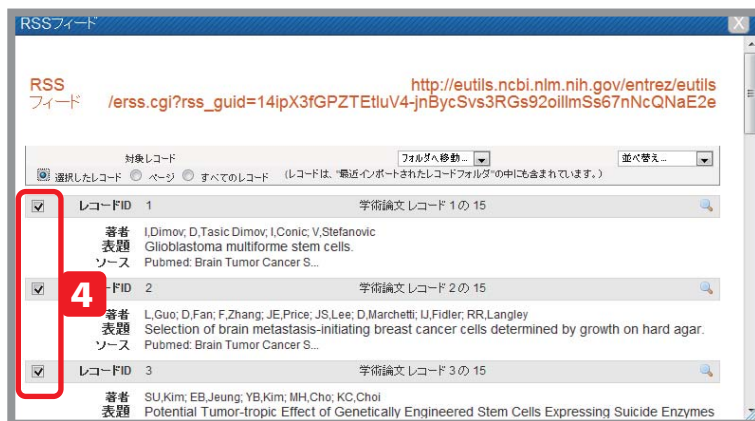 RSSフィード X
RSS フィード
http://eutils.ncbi.nlm.nih.gov/entrez/eutils
/erss.cgi?rss_guid=14ipX3fGPZTEtluV4-jnBycSvs3RGs92oillmSs67nNcQNaE2e
対象レコード フォルダへ移動... 並べ替え...
選択したレコード ページ すべてのレコード (レコードは、"最近インポートされたレコードフォルダ"の中にも含まれています。)
レコードID 1 学術論文 レコード 1の 15
著者 I,Dimov; D,Tasic Dimov; I,Conic; V,Stefanovic
表題 Glioblastoma multiforme stem cells.
ソース Pubmed: Brain Tumor Cancer S...
4
レコードID 2 学術論文 レコード 2の 15
著者 L,Guo; D,Fan; F,Zhang; JE,Price; JS,Lee; D,Marchetti; IJ,Fidler; RR,Langley
表題 Selection of brain metastasis-initiating breast cancer cells determined by growth on hard agar.
ソース Pubmed: Brain Tumor Cancer S...
レコードID 3 学術論文 レコード 3の 15
著者 SU,Kim; EB,Jeung; YB,Kim; MH,Cho; KC,Choi
表題 Potential Tumor-tropic Effect of Genetically Engineered Stem Cells Expressing Suicide Enzymes